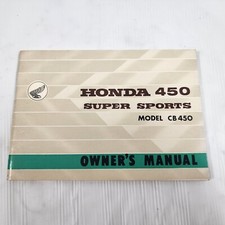 HONDA 450
SUPER SPORTS
MODEL CB450
OWNER'S MANUAL